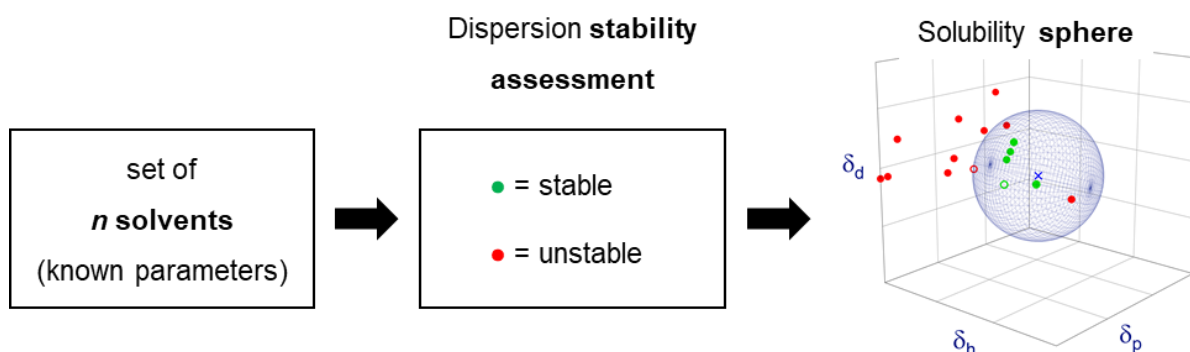 Dispersion stability
assessment
Solubility sphere
set of
n solvents
(known parameters)
= stable
= unstable
δd
δh
δp